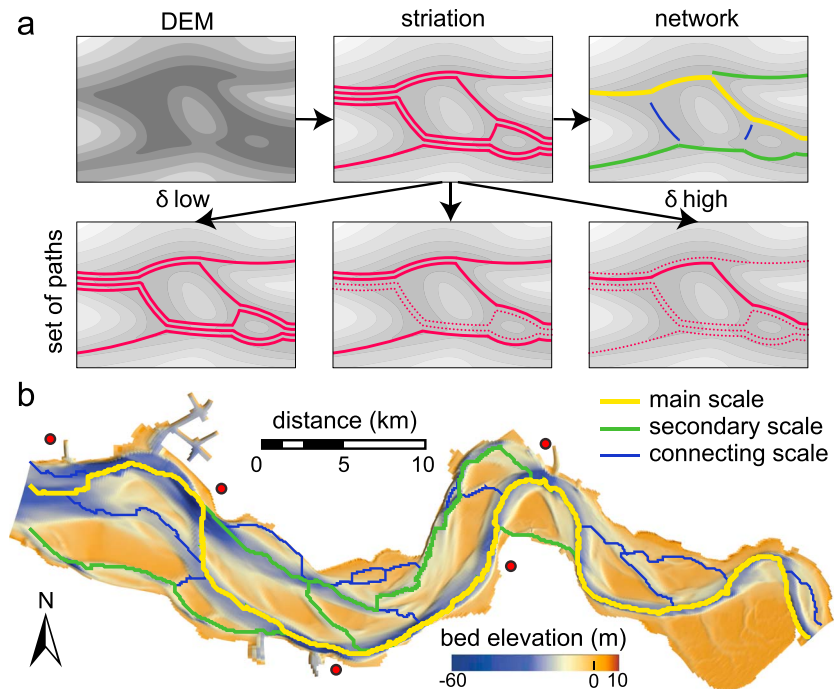 a
DEM
striation
network
δ low
δ high
set of paths
b
distance (km)
0 5 10
main scale
secondary scale
connecting scale
N
bed elevation (m)
-60 0 10